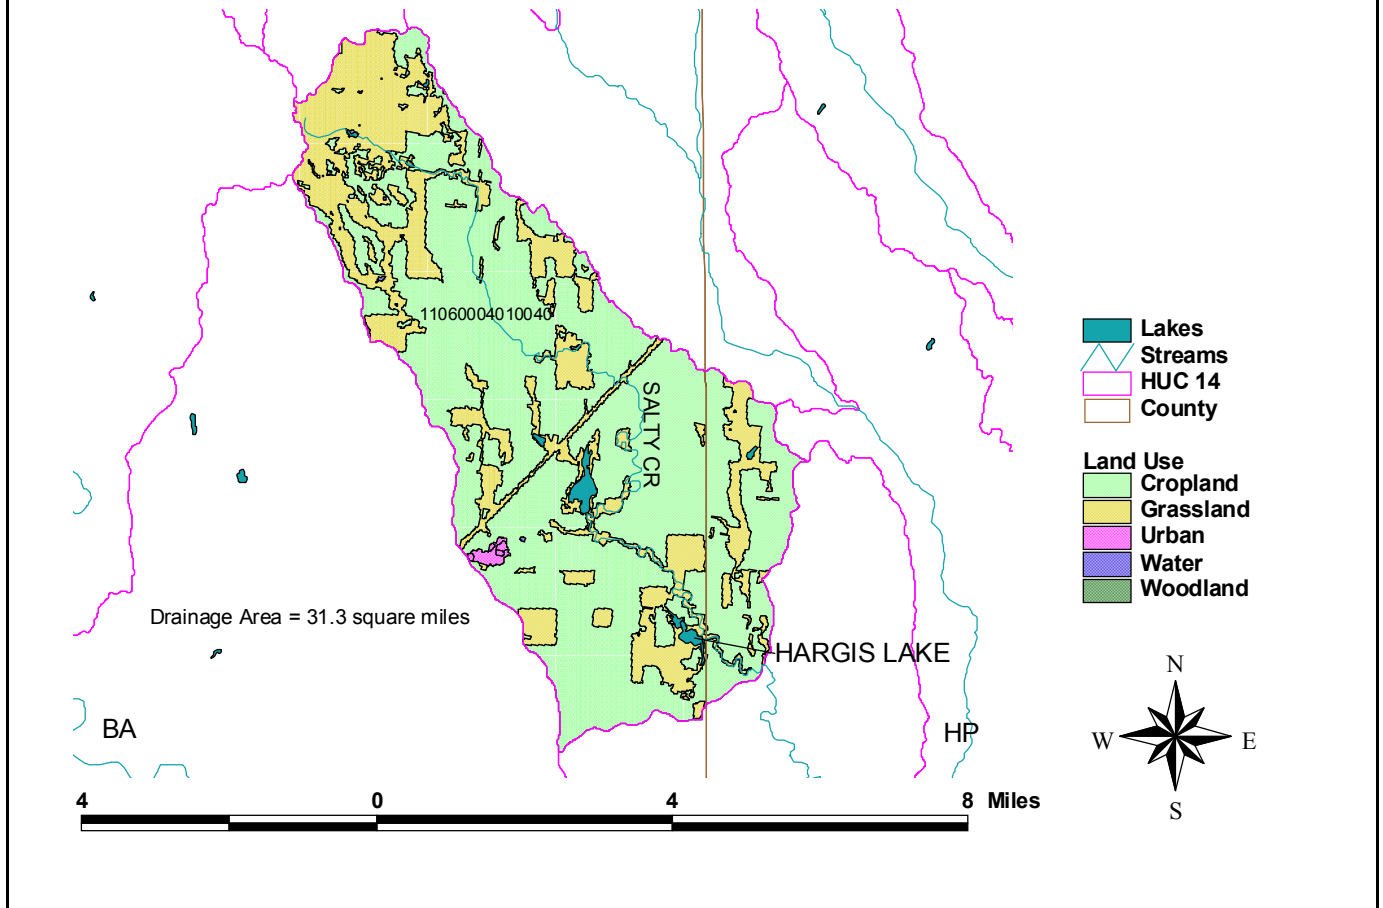 11060004010040
SALTY CR
Drainage Area = 31.3 square miles
HARGIS LAKE
BA
HP
Lakes
Streams
HUC 14
County
Land Use
Cropland
Grassland
Urban
Water
Woodland
N
W E
S
4 0 4 8 Miles